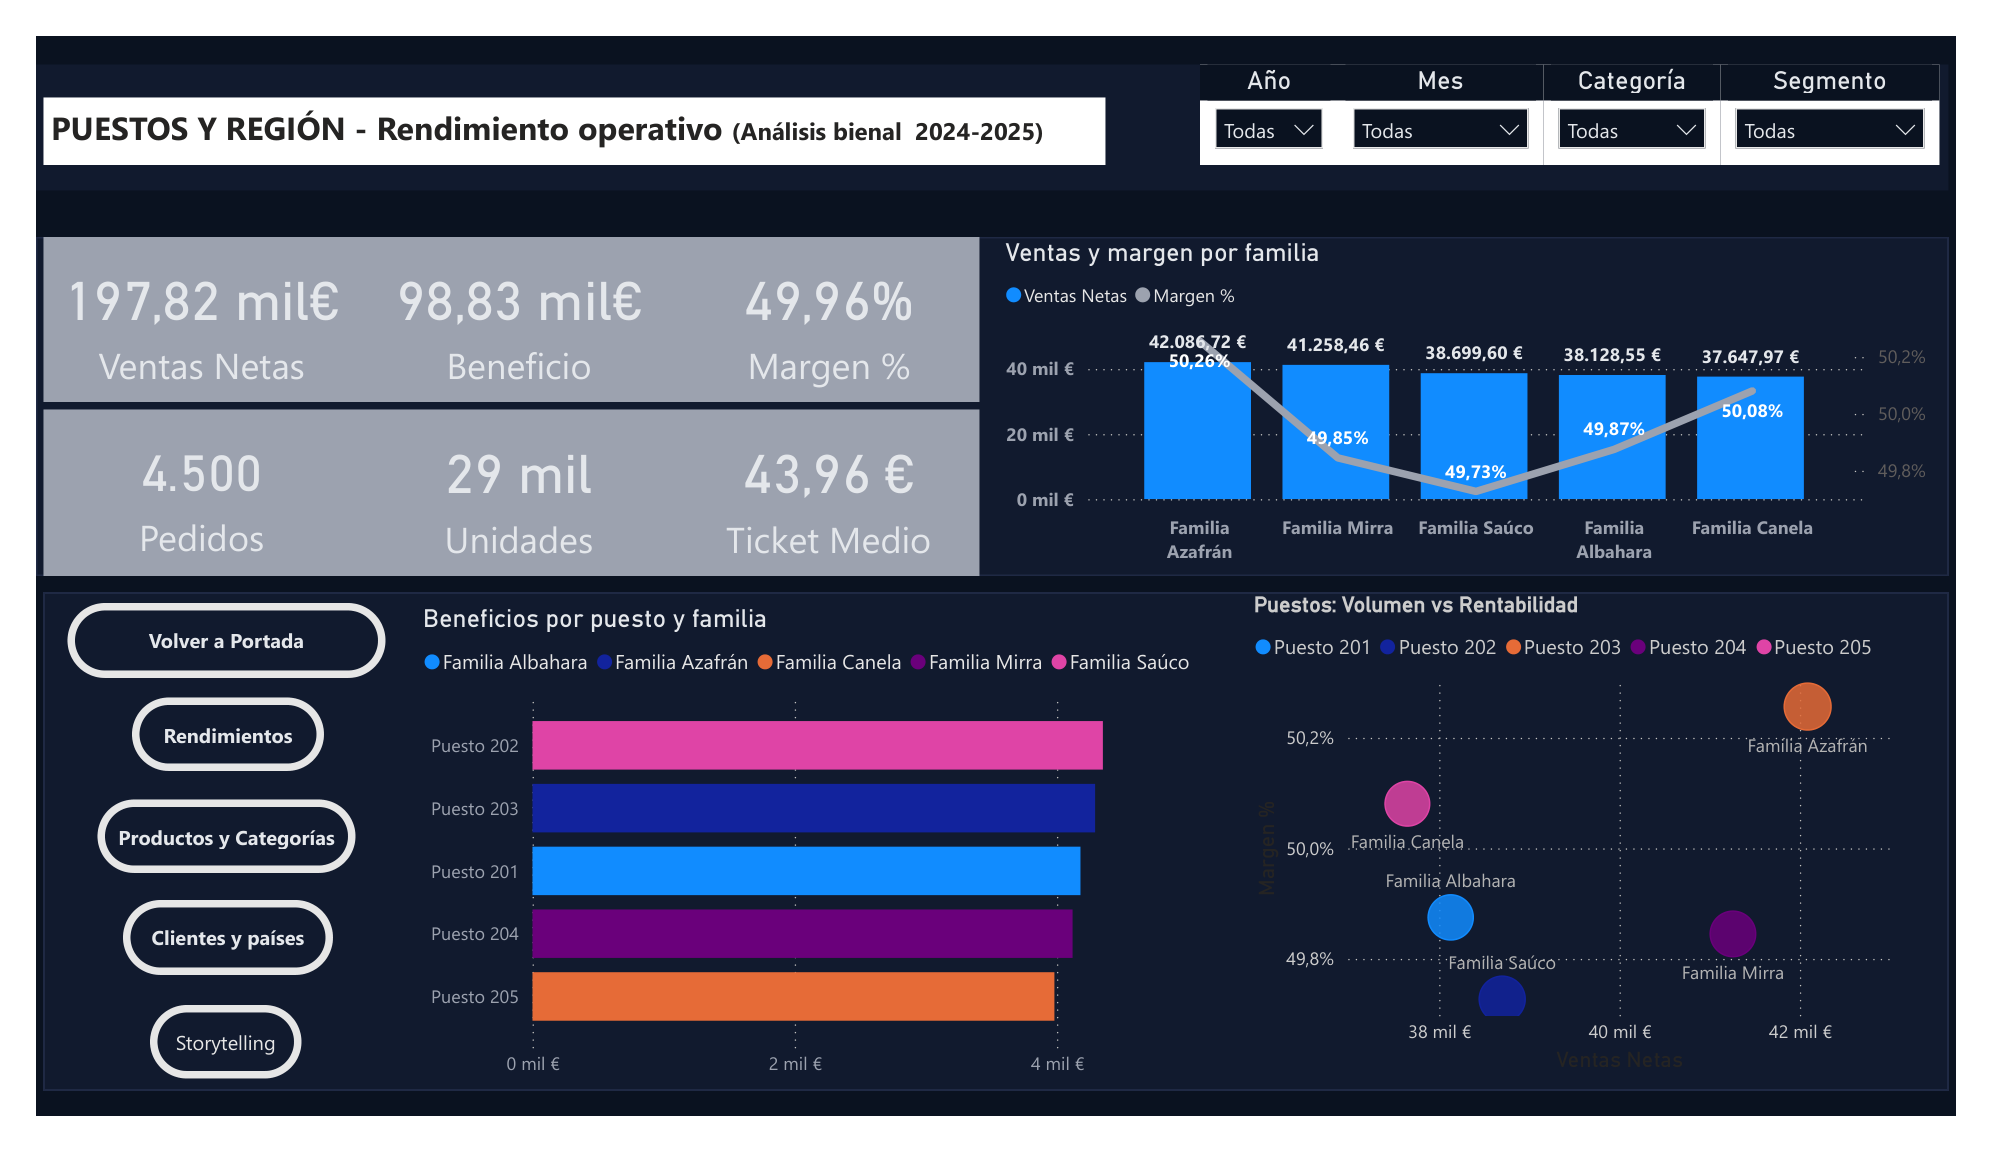 Año Mes Categoría Segmento
PUESTOS Y REGIÓN - Rendimiento operativo (Análisis bienal 2024-2025)
Todas Todas Todas Todas
197,82 mil€ 98,83 mil€ 49,96%
Ventas Netas Beneficio Margen %
4.500 29 mil 43,96 €
Pedidos Unidades Ticket Medio
Ventas y margen por familia
Ventas Netas Margen %
42.086,72 € 41.258,46 € 38.699,60 € 38.128,55 € 37.647,97 €
50,26% 49,85% 49,73% 49,87% 50,08%
40 mil €
20 mil €
0 mil €
50,2%
50,0%
49,8%
Familia Azafrán Familia Mirra Familia Saúco Familia Albahara Familia Canela
Volver a Portada
Rendimientos
Productos y Categorías
Clientes y países
Storytelling
Beneficios por puesto y familia
Familia Albahara Familia Azafrán Familia Canela Familia Mirra Familia Saúco
Puesto 202
Puesto 203
Puesto 201
Puesto 204
Puesto 205
0 mil € 2 mil € 4 mil €
Puestos: Volumen vs Rentabilidad
Puesto 201 Puesto 202 Puesto 203 Puesto 204 Puesto 205
50,2%
50,0%
49,8%
Margen %
Familia Azafrán
Familia Canela
Familia Albahara
Familia Saúco
Familia Mirra
38 mil € 40 mil € 42 mil €
Ventas Netas